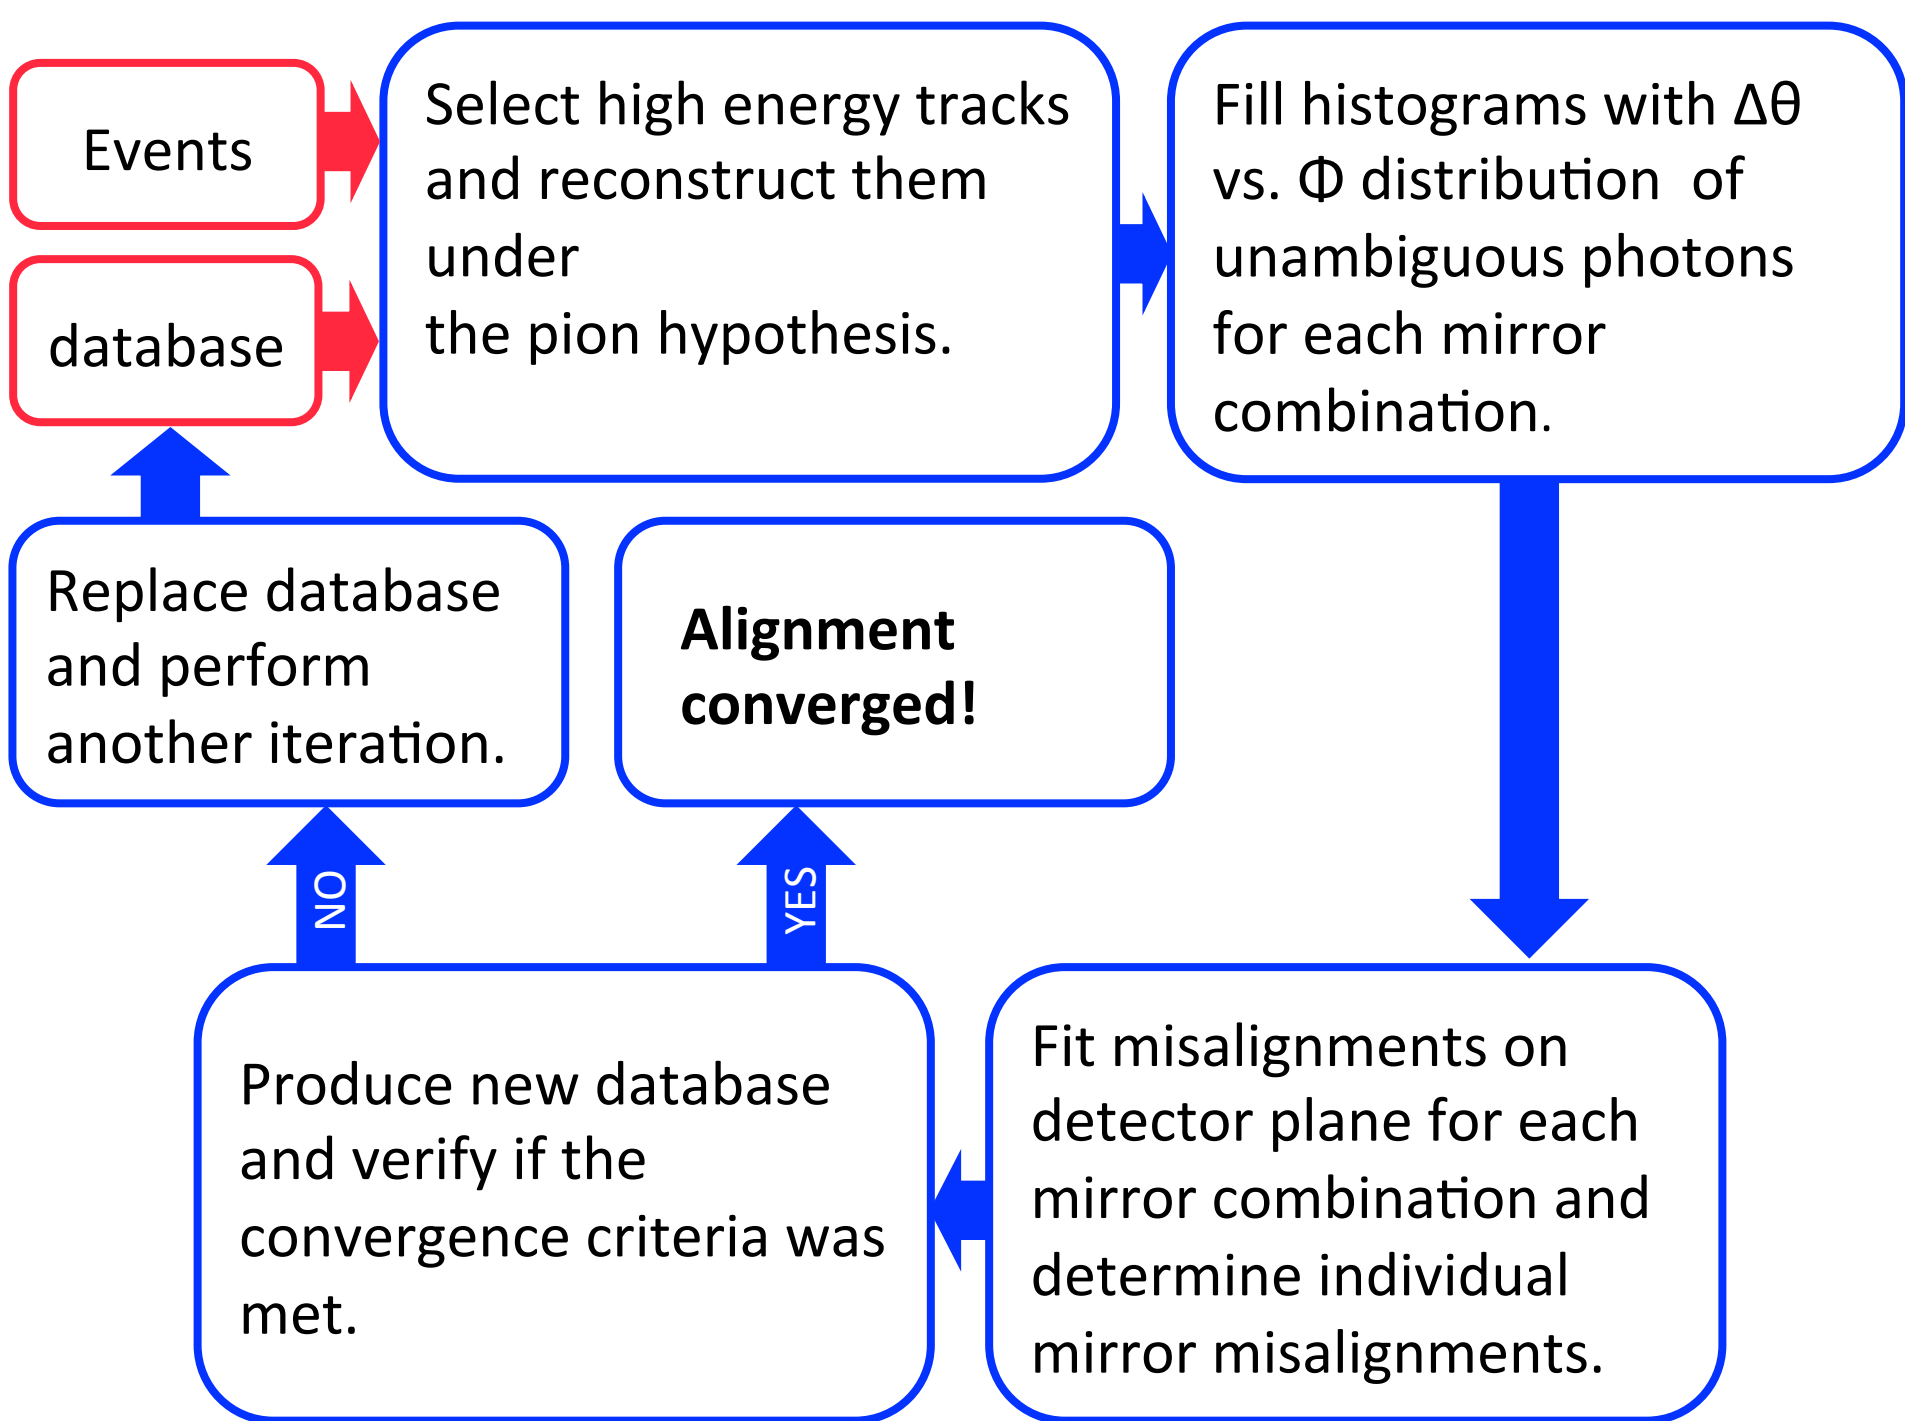 Events
database
Select high energy tracks
and reconstruct them
under
the pion hypothesis.
Fill histograms with Δθ
vs. Φ distribution of
unambiguous photons
for each mirror
combination.
Replace database
and perform
another iteration.
Alignment
converged!
NO
YES
Produce new database
and verify if the
convergence criteria was
met.
Fit misalignments on
detector plane for each
mirror combination and
determine individual
mirror misalignments.